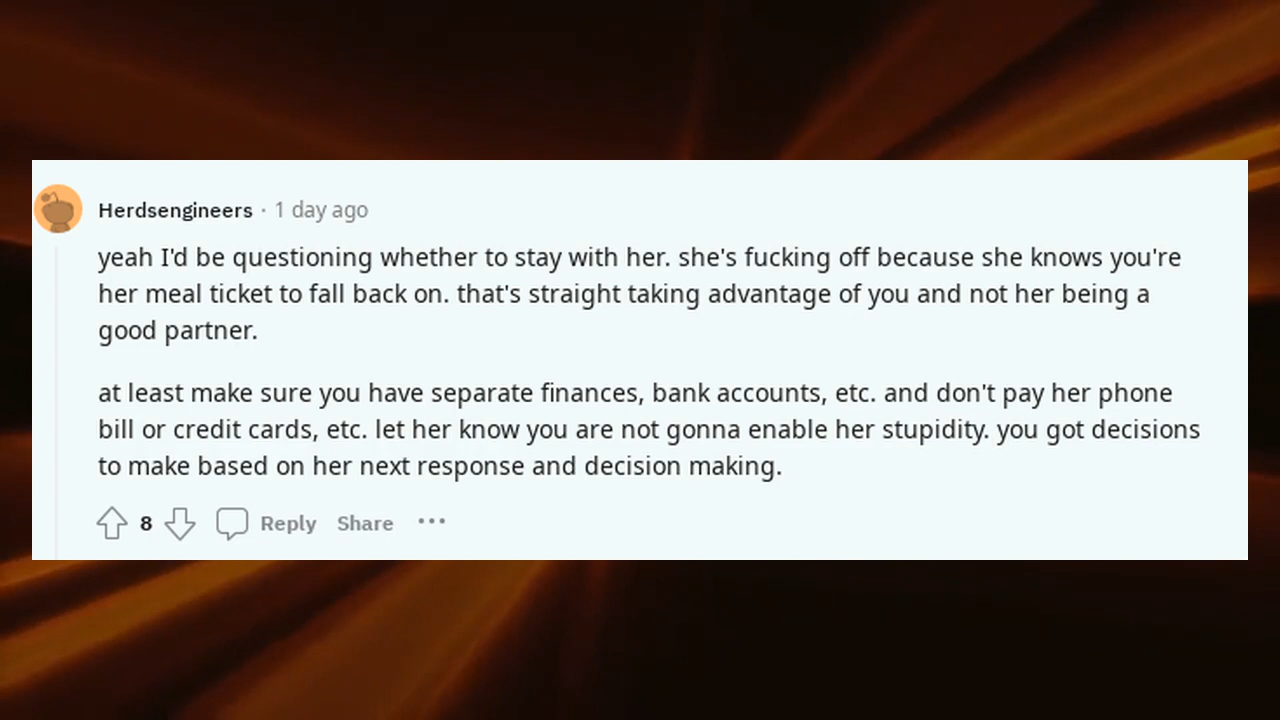 Herdsengineers · 1 day ago
yeah I'd be questioning whether to stay with her. she's fucking off because she knows you're
her meal ticket to fall back on. that's straight taking advantage of you and not her being a
good partner.
at least make sure you have separate finances, bank accounts, etc. and don't pay her phone
bill or credit cards, etc. let her know you are not gonna enable her stupidity. you got decisions
to make based on her next response and decision making.
8 Reply Share ···